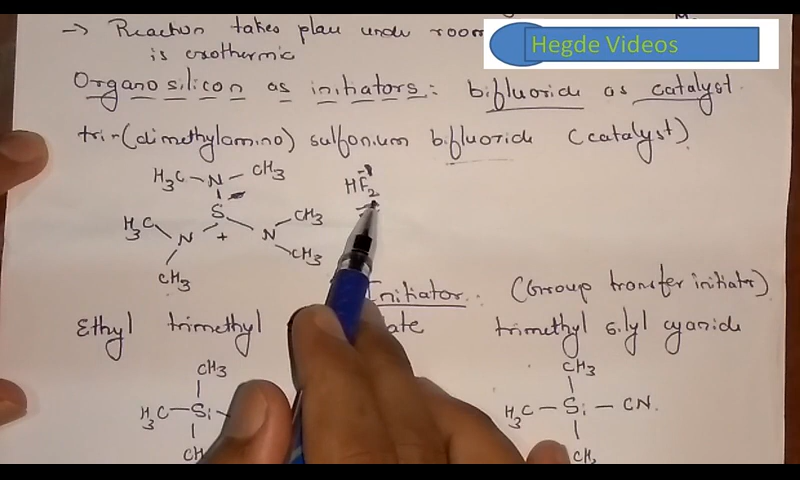 → Reaction takes place under room
Hegde Videos
is exothermic
Organosilicon as initiators: bifluoride as catalyst.
tris(dimethylamino) sulfonium bifluoride (catalyst)
H3C - N - CH3
HF2-
S
H3C N + N CH3
CH3 CH3
Initiator: (Group transfer initiator)
Ethyl trimethyl ate trimethyl silyl cyanide
CH3 CH3
H3C - Si - H3C - Si - CN.
CH CH3